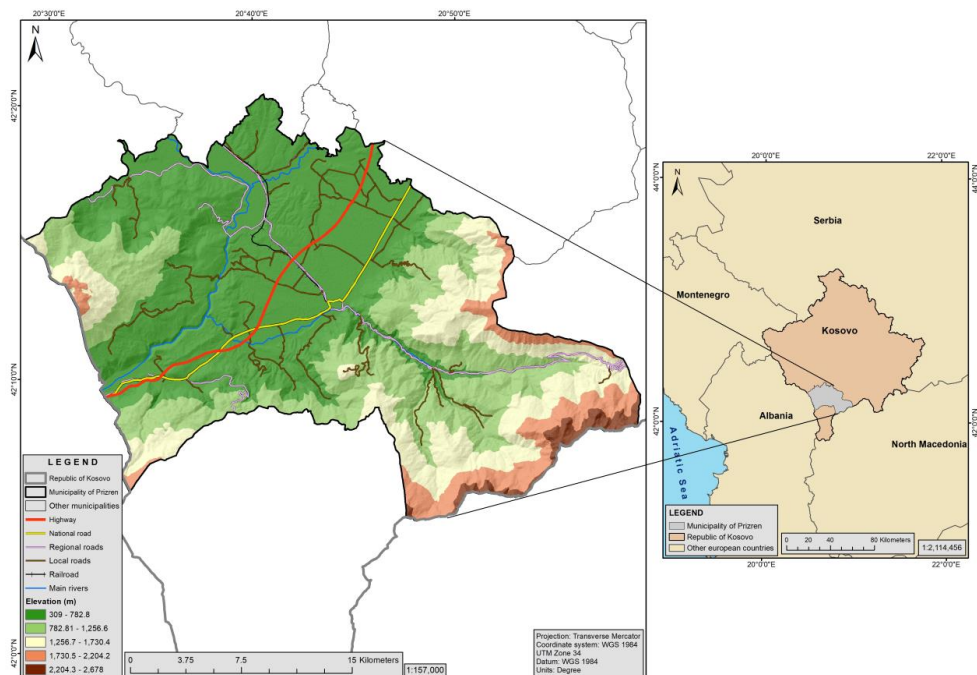 20°30'0"E
20°40'0"E
20°50'0"E
N
42°20'0"N
42°10'0"N
42°0'0"N
LEGEND
Republic of Kosovo
Municipality of Prizren
Other municipalities
Highway
National road
Regional roads
Local roads
Railroad
Main rivers
Elevation (m)
309 - 782.8
782.81 - 1,256.6
1,256.7 - 1,730.4
1,730.5 - 2,204.2
2,204.3 - 2,678
0 3.75 7.5 15 Kilometers
1:157,000
Projection: Transverse Mercator
Coordinate system: WGS 1984
UTM Zone 34
Datum: WGS 1984
Units: Degree
20°0'0"E
22°0'0"E
N
44°0'0"N
44°0'0"N
Serbia
Montenegro
Kosovo
Albania
North Macedonia
Adriatic Sea
42°0'0"N
42°0'0"N
LEGEND
Municipality of Prizren
Republic of Kosovo
Other european countries
0 20 40 80 Kilometers
1:2,114,456
20°0'0"E
22°0'0"E